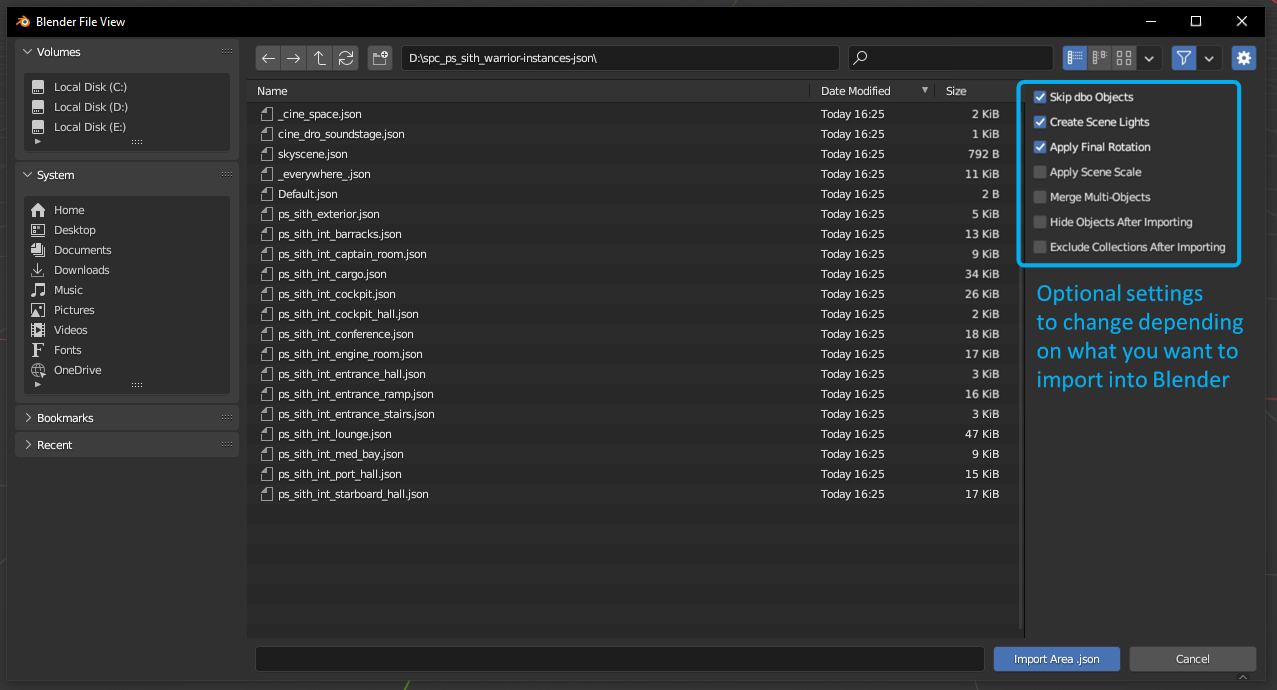 Blender File View
Volumes
Local Disk (C:)
Local Disk (D:)
Local Disk (E:)
System
Home
Desktop
Documents
Downloads
Music
Pictures
Videos
Fonts
OneDrive
Bookmarks
Recent
D:\spc_ps_sith_warrior-instances-json\
Name Date Modified Size
_cine_space.json Today 16:25 2 KiB
cine_dro_soundstage.json Today 16:25 1 KiB
skyscene.json Today 16:25 792 B
_everywhere_.json Today 16:25 11 KiB
Default.json Today 16:25 2 B
ps_sith_exterior.json Today 16:25 5 KiB
ps_sith_int_barracks.json Today 16:25 13 KiB
ps_sith_int_captain_room.json Today 16:25 9 KiB
ps_sith_int_cargo.json Today 16:25 34 KiB
ps_sith_int_cockpit.json Today 16:25 26 KiB
ps_sith_int_cockpit_hall.json Today 16:25 2 KiB
ps_sith_int_conference.json Today 16:25 18 KiB
ps_sith_int_engine_room.json Today 16:25 17 KiB
ps_sith_int_entrance_hall.json Today 16:25 3 KiB
ps_sith_int_entrance_ramp.json Today 16:25 16 KiB
ps_sith_int_entrance_stairs.json Today 16:25 3 KiB
ps_sith_int_lounge.json Today 16:25 47 KiB
ps_sith_int_med_bay.json Today 16:25 9 KiB
ps_sith_int_port_hall.json Today 16:25 15 KiB
ps_sith_int_starboard_hall.json Today 16:25 17 KiB
Skip dbo Objects
Create Scene Lights
Apply Final Rotation
Apply Scene Scale
Merge Multi-Objects
Hide Objects After Importing
Exclude Collections After Importing
Optional settings
to change depending
on what you want to
import into Blender
Import Area .json
Cancel